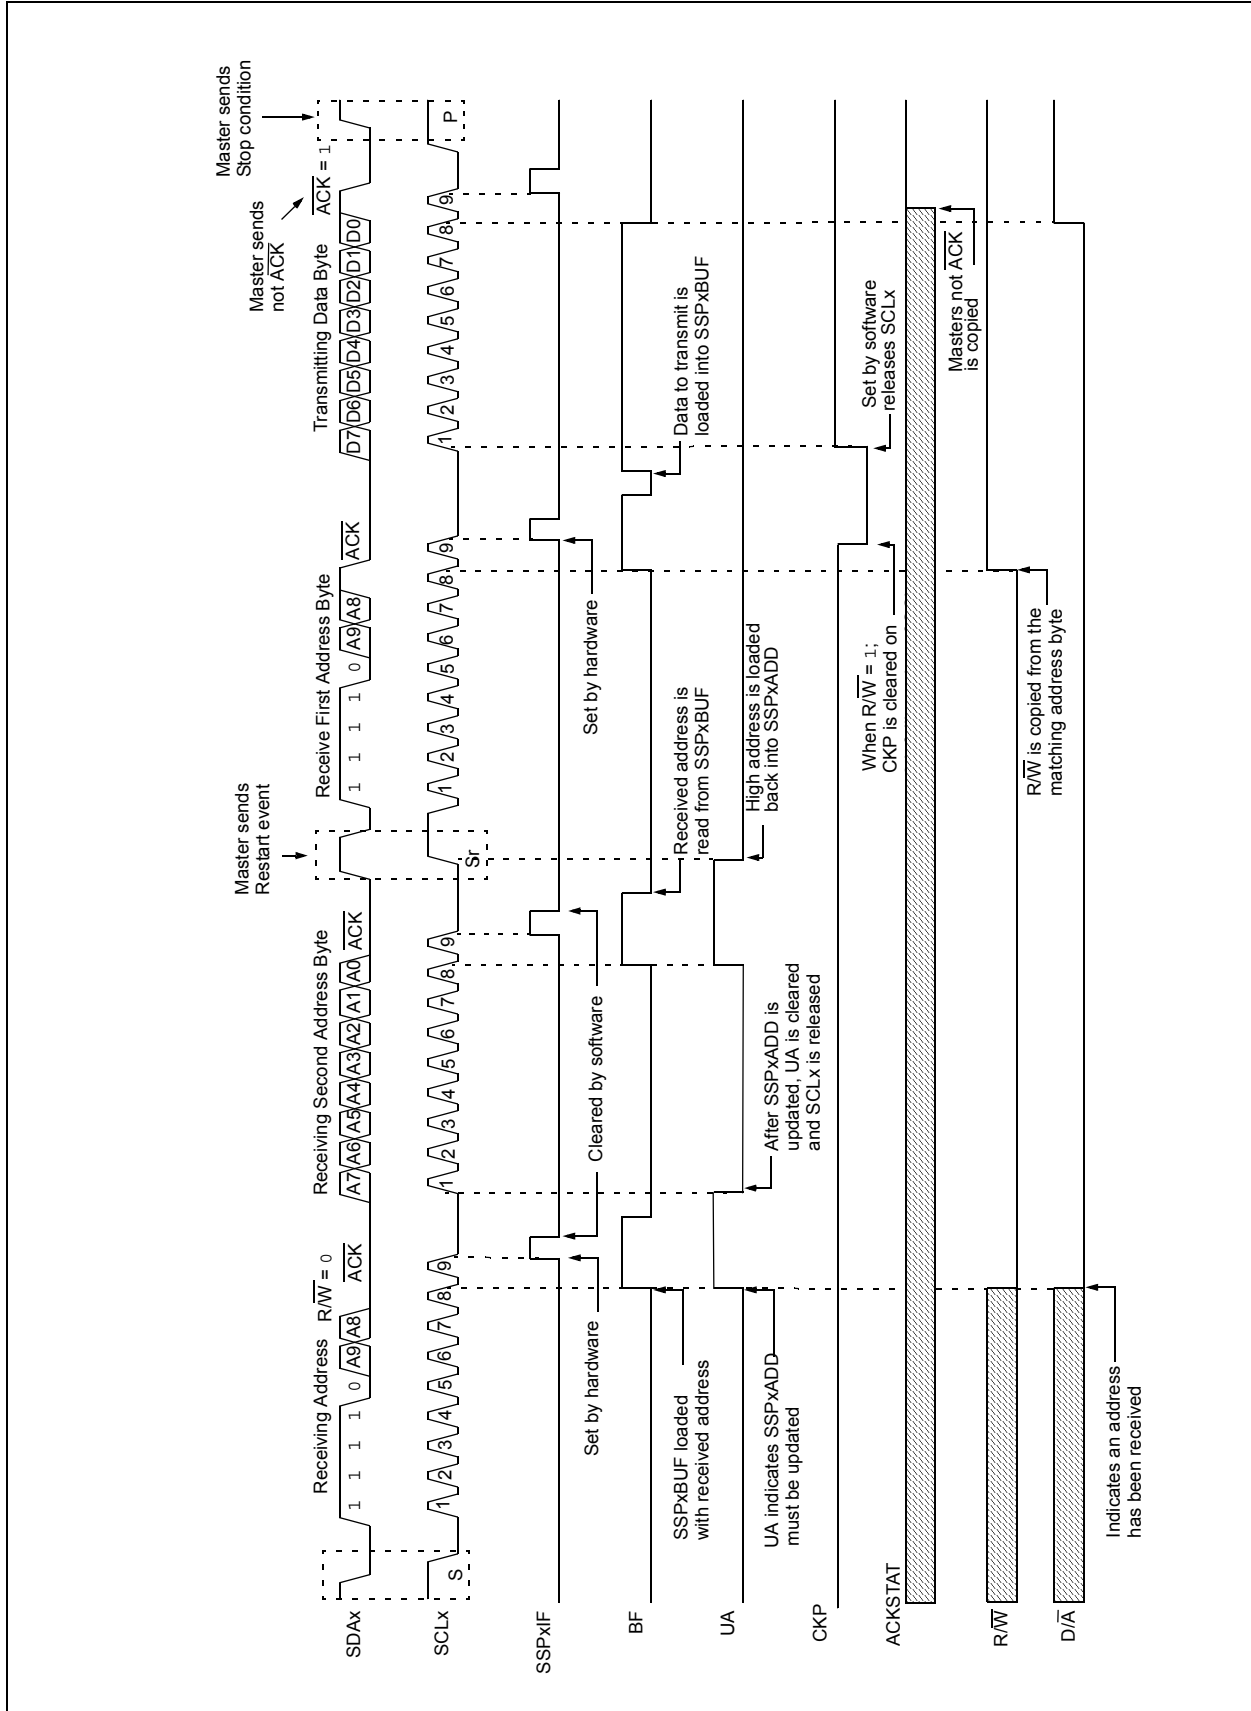 Master sends
Stop condition
Master sends
not ACK
Master sends
Restart event
Receiving Address
R/W = 0
ACK
Receiving Second Address Byte
ACK
Receive First Address Byte
ACK
Transmitting Data Byte
ACK = 1
SDAx
1 1 1 1 0 A9 A8
A7 A6 A5 A4 A3 A2 A1 A0
1 1 1 1 0 A9 A8
D7 D6 D5 D4 D3 D2 D1 D0
SCLx
S
1 2 3 4 5 6 7 8 9
1 2 3 4 5 6 7 8 9
Sr
1 2 3 4 5 6 7 8 9
1 2 3 4 5 6 7 8 9
P
SSPxIF
Set by hardware
Cleared by software
Set by hardware
BF
SSPxBUF loaded
with received address
Received address is
read from SSPxBUF
Data to transmit is
loaded into SSPxBUF
UA
UA indicates SSPxADD
must be updated
After SSPxADD is
updated, UA is cleared
and SCLx is released
High address is loaded
back into SSPxADD
CKP
When R/W = 1;
CKP is cleared on
Set by software
releases SCLx
ACKSTAT
Masters not ACK
is copied
R/W
R/W is copied from the
matching address byte
D/A
Indicates an address
has been received